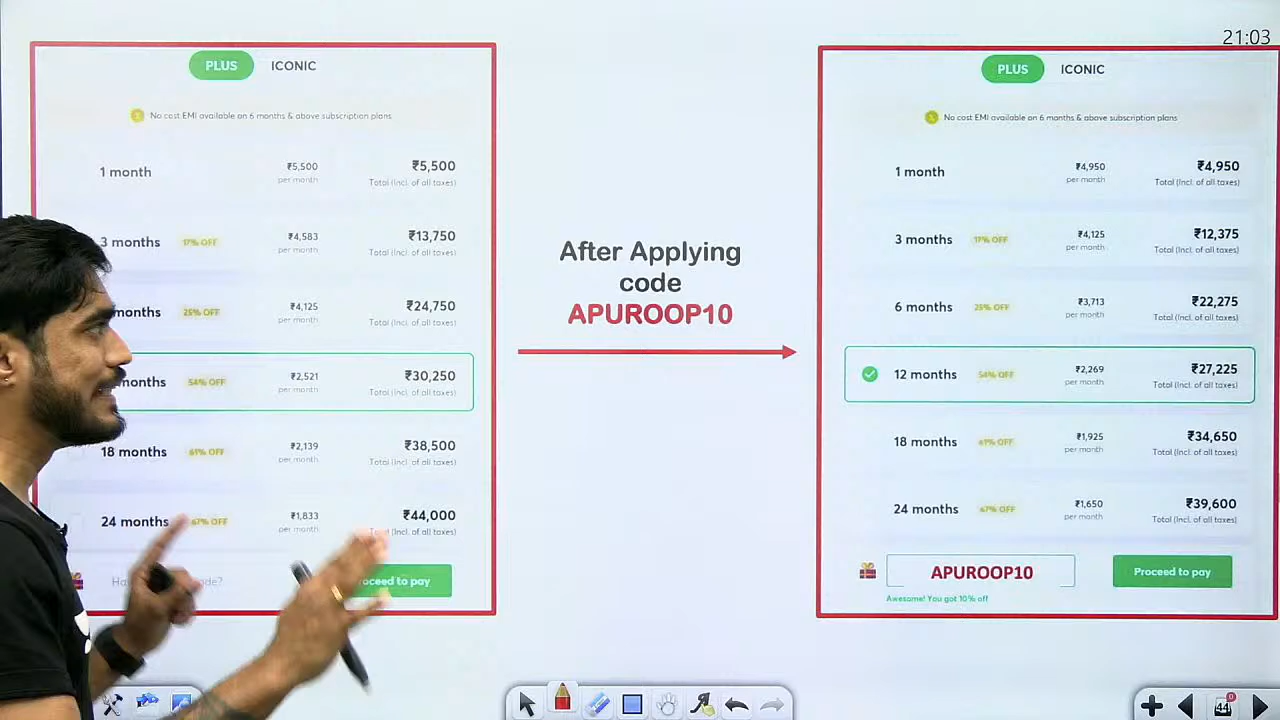 21:03
PLUS ICONIC
No cost EMI available on 6 months & above subscription plans
1 month ₹5,500 per month ₹5,500 Total (Incl. of all taxes)
3 months 17% OFF ₹4,583 per month ₹13,750 Total (Incl. of all taxes)
months 25% OFF ₹4,125 per month ₹24,750 Total (Incl. of all taxes)
months 54% OFF ₹2,521 per month ₹30,250 Total (Incl. of all taxes)
18 months 61% OFF ₹2,139 per month ₹38,500 Total (Incl. of all taxes)
24 months 67% OFF ₹1,833 per month ₹44,000 Total (Incl. of all taxes)
to pay
After Applying
code
APUROOP10
PLUS ICONIC
No cost EMI available on 6 months & above subscription plans
1 month ₹4,950 per month ₹4,950 Total (Incl. of all taxes)
3 months 17% OFF ₹4,125 per month ₹12,375 Total (Incl. of all taxes)
6 months 25% OFF ₹3,713 per month ₹22,275 Total (Incl. of all taxes)
12 months 54% OFF ₹2,269 per month ₹27,225 Total (Incl. of all taxes)
18 months 61% OFF ₹1,925 per month ₹34,650 Total (Incl. of all taxes)
24 months 67% OFF ₹1,650 per month ₹39,600 Total (Incl. of all taxes)
APUROOP10 Proceed to pay
Awesome! You got 10% off
44